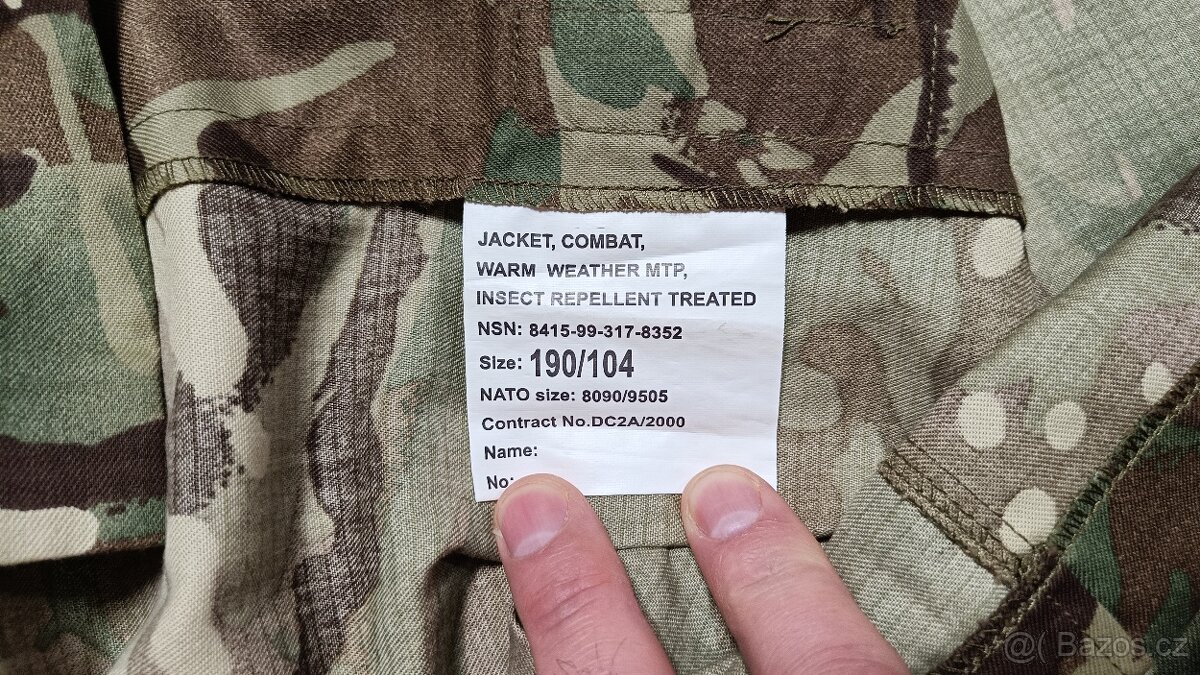 JACKET, COMBAT,
WARM WEATHER MTP,
INSECT REPELLENT TREATED
NSN: 8415-99-317-8352
Size: 190/104
NATO size: 8090/9505
Contract No.DC2A/2000
Name:
No:
@( Bazos.cz